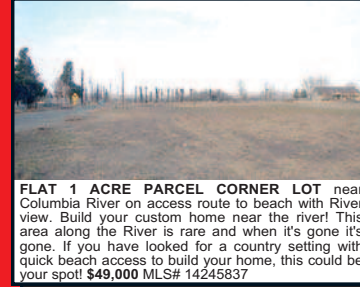 FLAT 1 ACRE PARCEL CORNER LOT near
Columbia River on access route to beach with River
view. Build your custom home near the river! This
area along the River is rare and when it's gone it's
gone. If you have looked for a country setting with
quick beach access to build your home, this could be
your spot! $49,000 MLS# 14245837